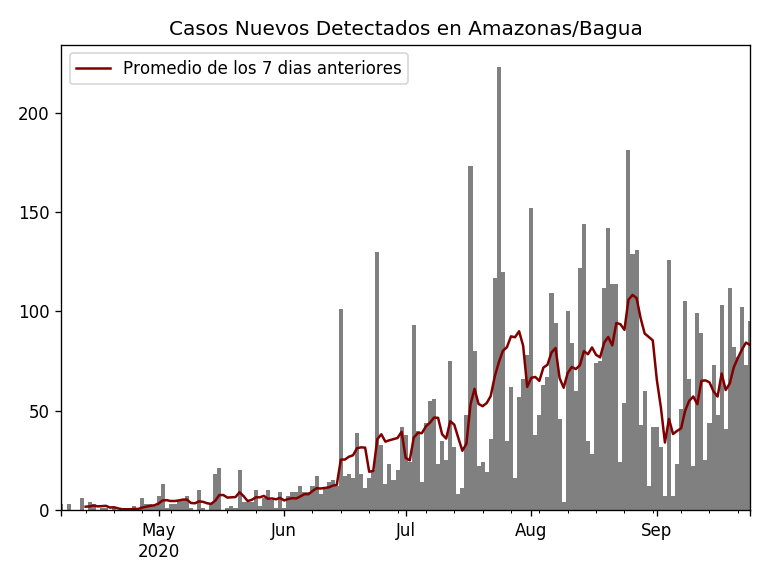 Casos Nuevos Detectados en Amazonas/Bagua
Promedio de los 7 dias anteriores
200
150
100
50
0
May Jun Jul Aug Sep
2020